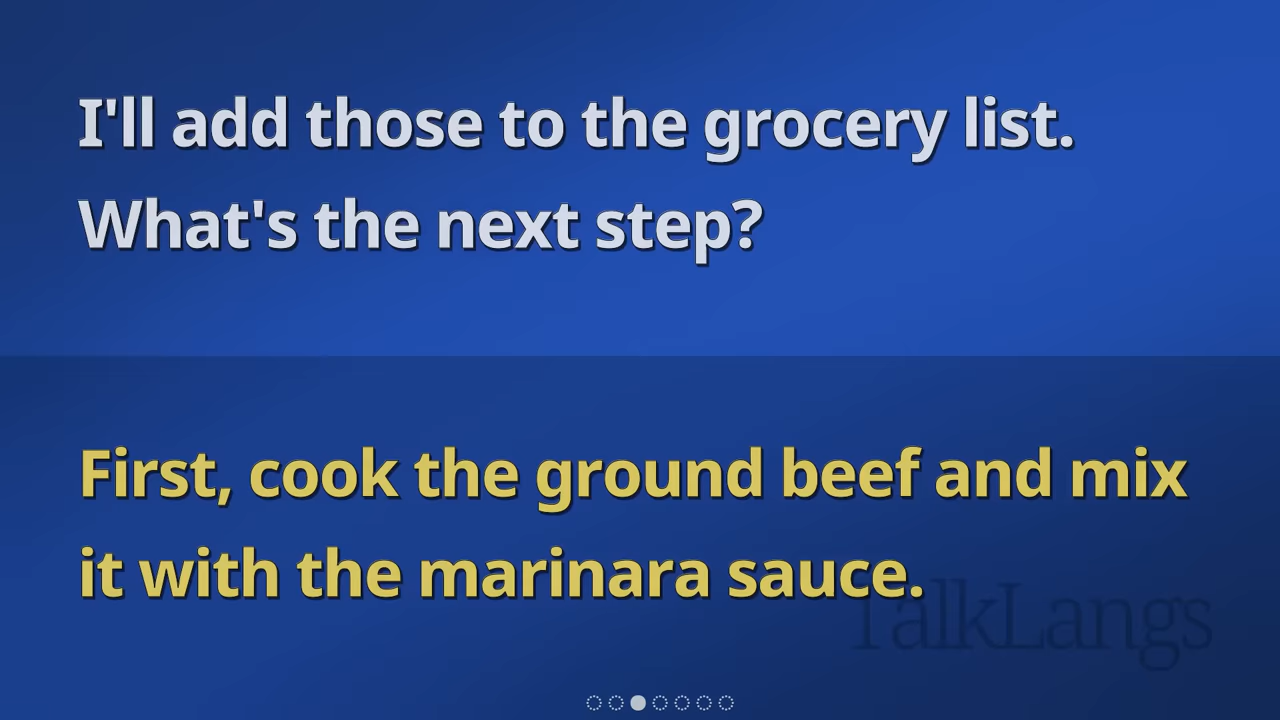 I'll add those to the grocery list.
What's the next step?
First, cook the ground beef and mix
it with the marinara sauce.
TalkLangs